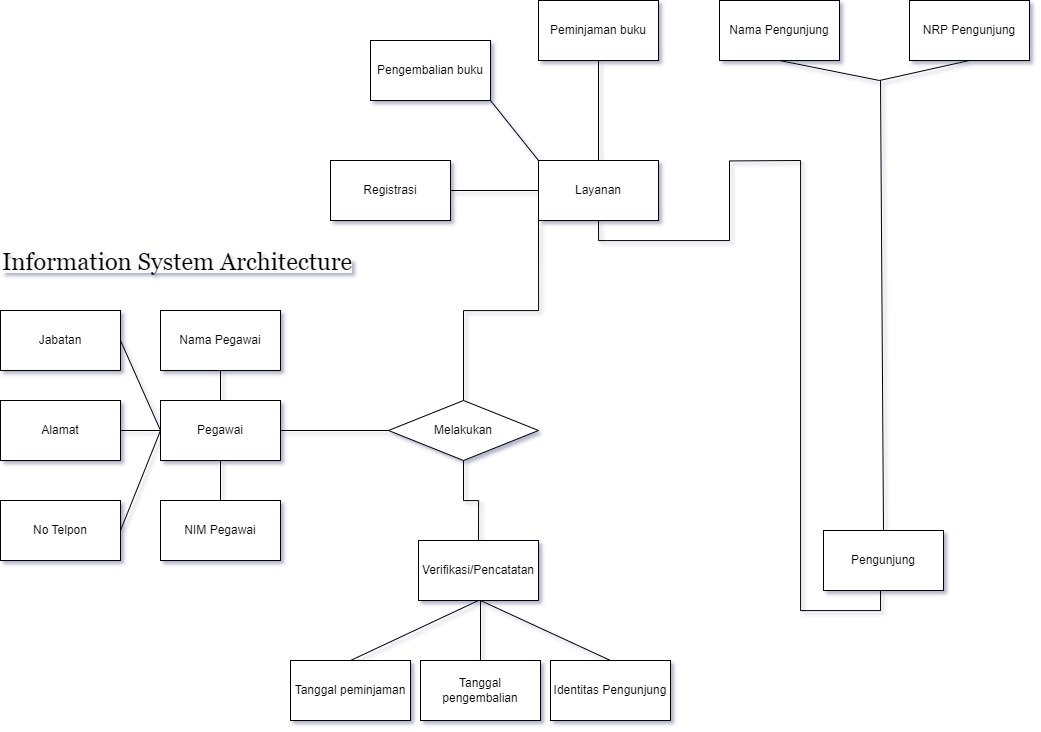 Peminjaman buku
Nama Pengunjung
NRP Pengunjung
Pengembalian buku
Registrasi
Layanan
Information System Architecture
Jabatan
Nama Pegawai
Alamat
Pegawai
Melakukan
No Telpon
NIM Pegawai
Verifikasi/Pencatatan
Pengunjung
Tanggal peminjaman
Tanggal
pengembalian
Identitas Pengunjung